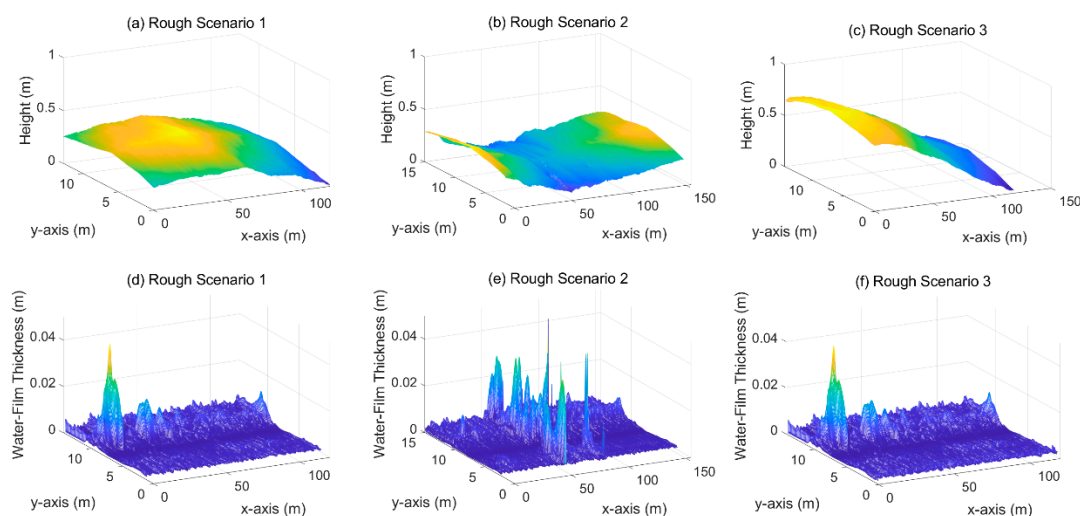 (a) Rough Scenario 1
1
0.5
0
Height (m)
10
5
0
y-axis (m)
0
50
100
x-axis (m)
(b) Rough Scenario 2
1
0.5
0
Height (m)
15
10
5
0
y-axis (m)
0
50
100
150
x-axis (m)
(c) Rough Scenario 3
1
0.5
0
Height (m)
10
5
0
y-axis (m)
0
50
100
150
x-axis (m)
(d) Rough Scenario 1
0.04
0.02
0
Water-Film Thickness (m)
10
5
0
y-axis (m)
0
50
100
x-axis (m)
(e) Rough Scenario 2
0.04
0.02
0
Water-Film Thickness (m)
15
10
5
0
y-axis (m)
0
50
100
150
x-axis (m)
(f) Rough Scenario 3
0.04
0.02
0
Water-Film Thickness (m)
10
5
0
y-axis (m)
0
50
100
x-axis (m)